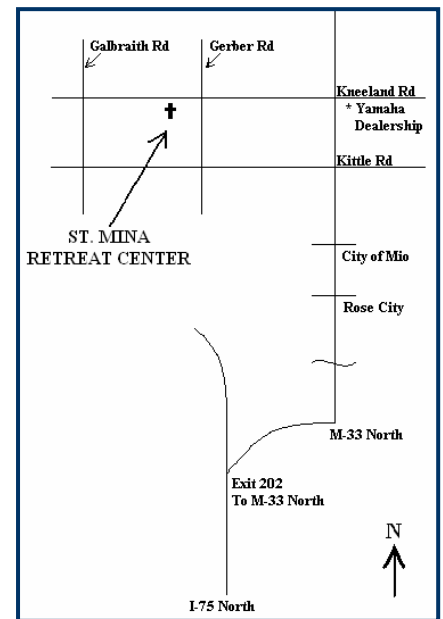 Galbraith Rd
Gerber Rd
Kneeland Rd
* Yamaha
Dealership
Kittle Rd
ST. MINA
RETREAT CENTER
City of Mio
Rose City
M-33 North
Exit 202
To M-33 North
N
I-75 North